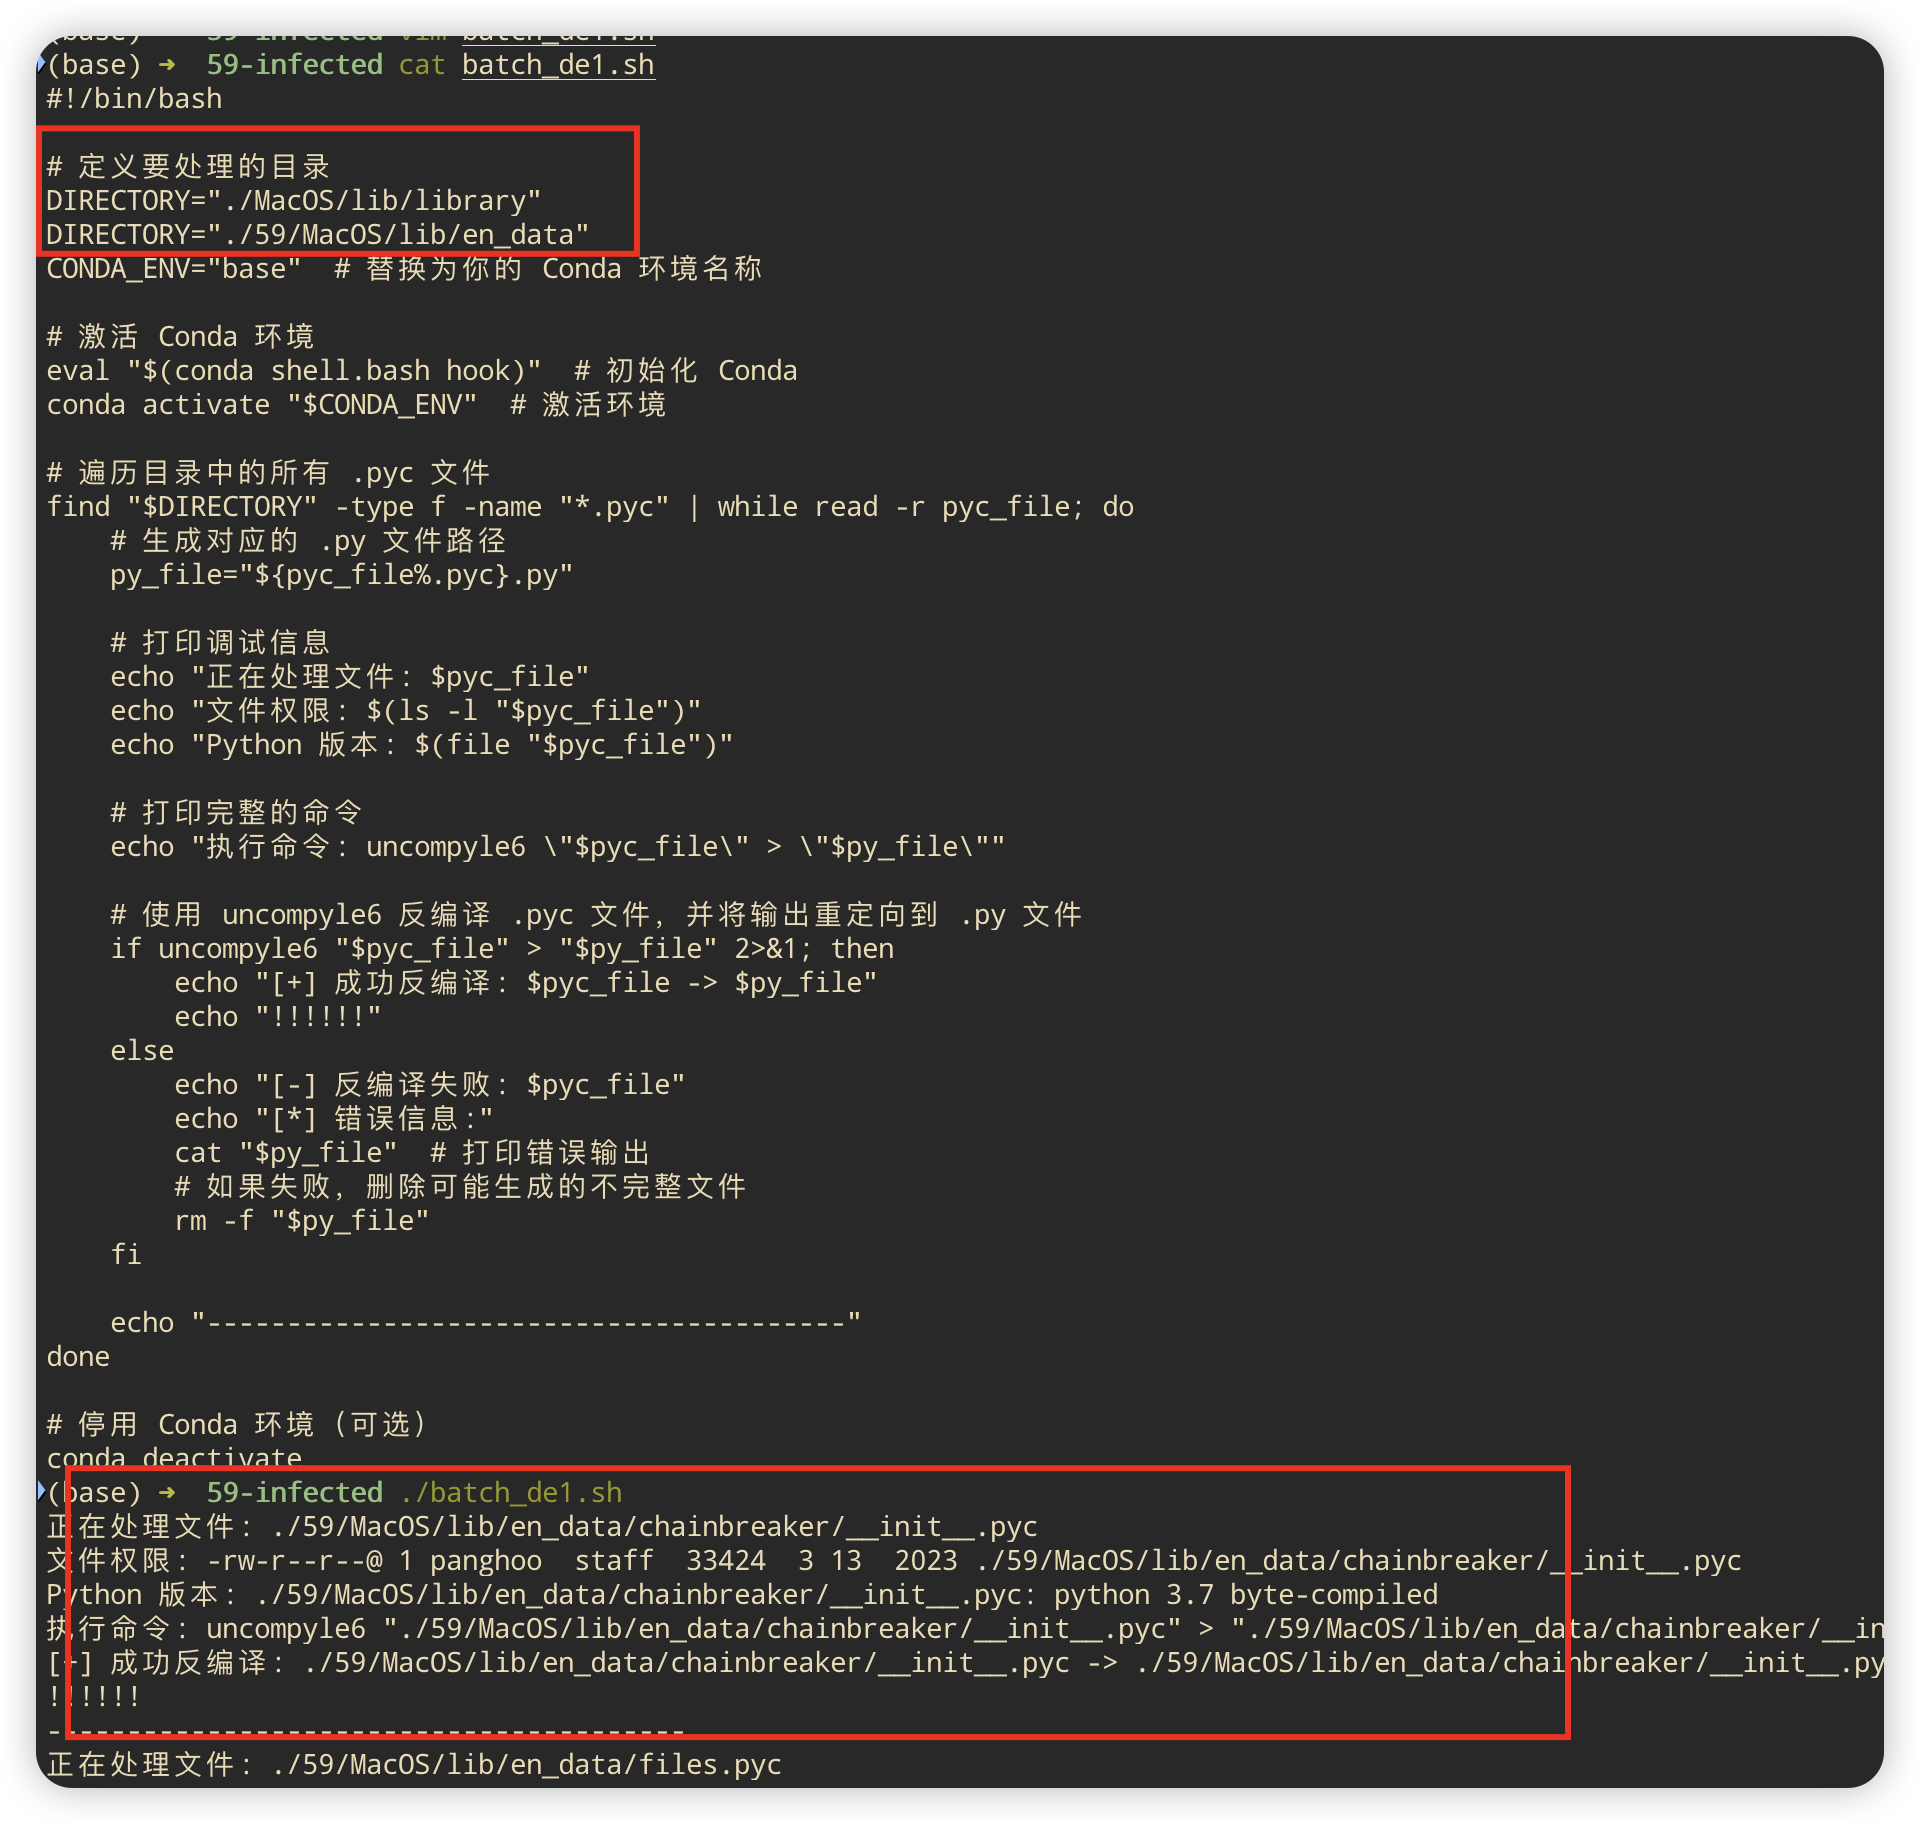 (base) 59-infected vim batch_de1.sh
(base) ➜  59-infected cat batch_de1.sh
#!/bin/bash
# 定义要处理的目录
DIRECTORY="./MacOS/lib/library"
DIRECTORY="./59/MacOS/lib/en_data"
CONDA_ENV="base"  # 替换为你的 Conda 环境名称
# 激活 Conda 环境
eval "$(conda shell.bash hook)"  # 初始化 Conda
conda activate "$CONDA_ENV"  # 激活环境
# 遍历目录中的所有 .pyc 文件
find "$DIRECTORY" -type f -name "*.pyc" | while read -r pyc_file; do
    # 生成对应的 .py 文件路径
    py_file="${pyc_file%.pyc}.py"
    # 打印调试信息
    echo "正在处理文件: $pyc_file"
    echo "文件权限: $(ls -l "$pyc_file")"
    echo "Python 版本: $(file "$pyc_file")"
    # 打印完整的命令
    echo "执行命令: uncompyle6 \"$pyc_file\" > \"$py_file\""
    # 使用 uncompyle6 反编译 .pyc 文件，并将输出重定向到 .py 文件
    if uncompyle6 "$pyc_file" > "$py_file" 2>&1; then
        echo "[+] 成功反编译: $pyc_file -> $py_file"
        echo "!!!!!!"
    else
        echo "[-] 反编译失败: $pyc_file"
        echo "[*] 错误信息:"
        cat "$py_file"  # 打印错误输出
        # 如果失败，删除可能生成的不完整文件
        rm -f "$py_file"
    fi
    echo "----------------------------------------"
done
# 停用 Conda 环境（可选）
conda deactivate
(base) ➜  59-infected ./batch_de1.sh
正在处理文件: ./59/MacOS/lib/en_data/chainbreaker/__init__.pyc
文件权限: -rw-r--r--@ 1 panghoo  staff  33424  3 13  2023 ./59/MacOS/lib/en_data/chainbreaker/__init__.pyc
Python 版本: ./59/MacOS/lib/en_data/chainbreaker/__init__.pyc: python 3.7 byte-compiled
执行命令: uncompyle6 "./59/MacOS/lib/en_data/chainbreaker/__init__.pyc" > "./59/MacOS/lib/en_data/chainbreaker/__in
[+] 成功反编译: ./59/MacOS/lib/en_data/chainbreaker/__init__.pyc -> ./59/MacOS/lib/en_data/chainbreaker/__init__.py
!!!!!!
----------------------------------------
正在处理文件: ./59/MacOS/lib/en_data/files.pyc